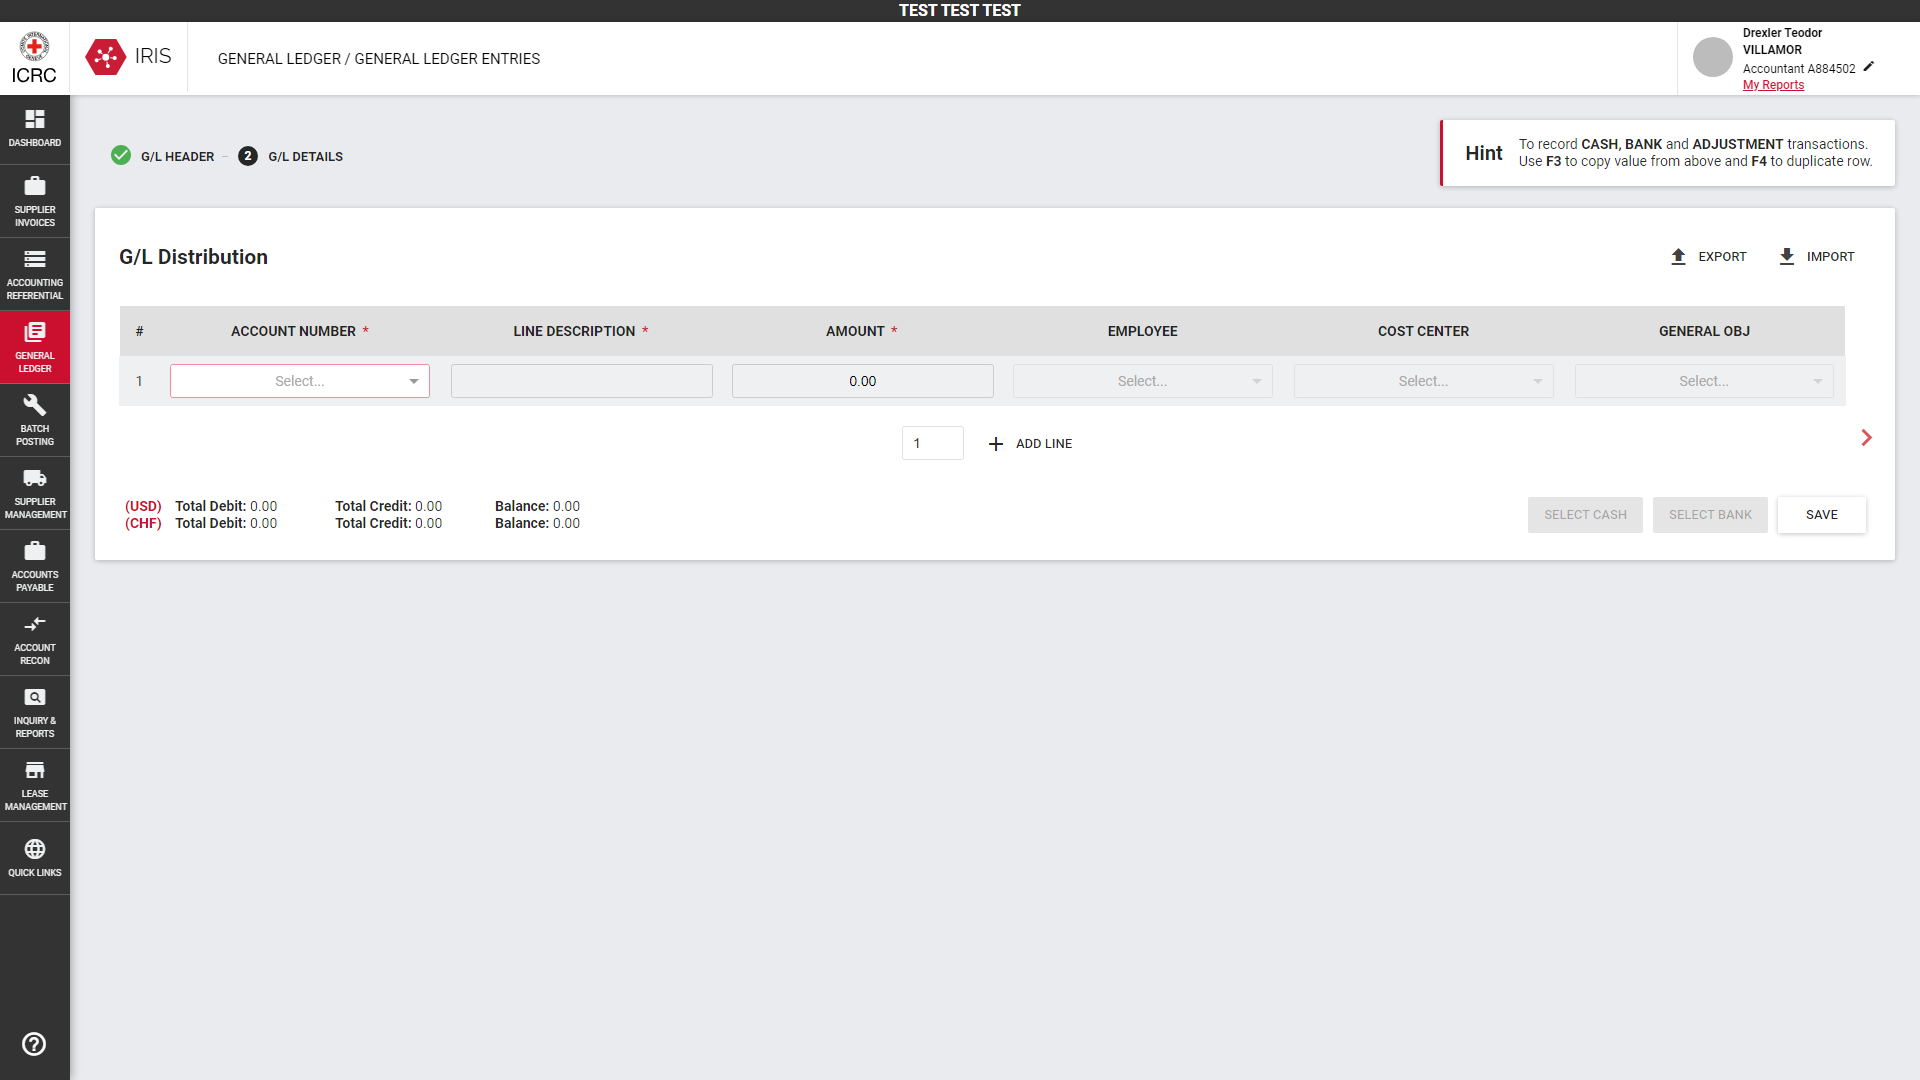 TEST TEST TEST
ICRC
IRIS
GENERAL LEDGER / GENERAL LEDGER ENTRIES
Drexler Teodor
VILLAMOR
Accountant A884502
My Reports
DASHBOARD
SUPPLIER
INVOICES
ACCOUNTING
REFERENTIAL
GENERAL
LEDGER
BATCH
POSTING
SUPPLIER
MANAGEMENT
ACCOUNTS
PAYABLE
ACCOUNT
RECON
INQUIRY &
REPORTS
LEASE
MANAGEMENT
QUICK LINKS
G/L HEADER
2 G/L DETAILS
Hint
To record CASH, BANK and ADJUSTMENT transactions.
Use F3 to copy value from above and F4 to duplicate row.
G/L Distribution
EXPORT
IMPORT
# ACCOUNT NUMBER * LINE DESCRIPTION * AMOUNT * EMPLOYEE COST CENTER GENERAL OBJ
1 Select... 0.00 Select... Select... Select...
1 ADD LINE
(USD) Total Debit: 0.00 Total Credit: 0.00 Balance: 0.00
(CHF) Total Debit: 0.00 Total Credit: 0.00 Balance: 0.00
SELECT CASH
SELECT BANK
SAVE